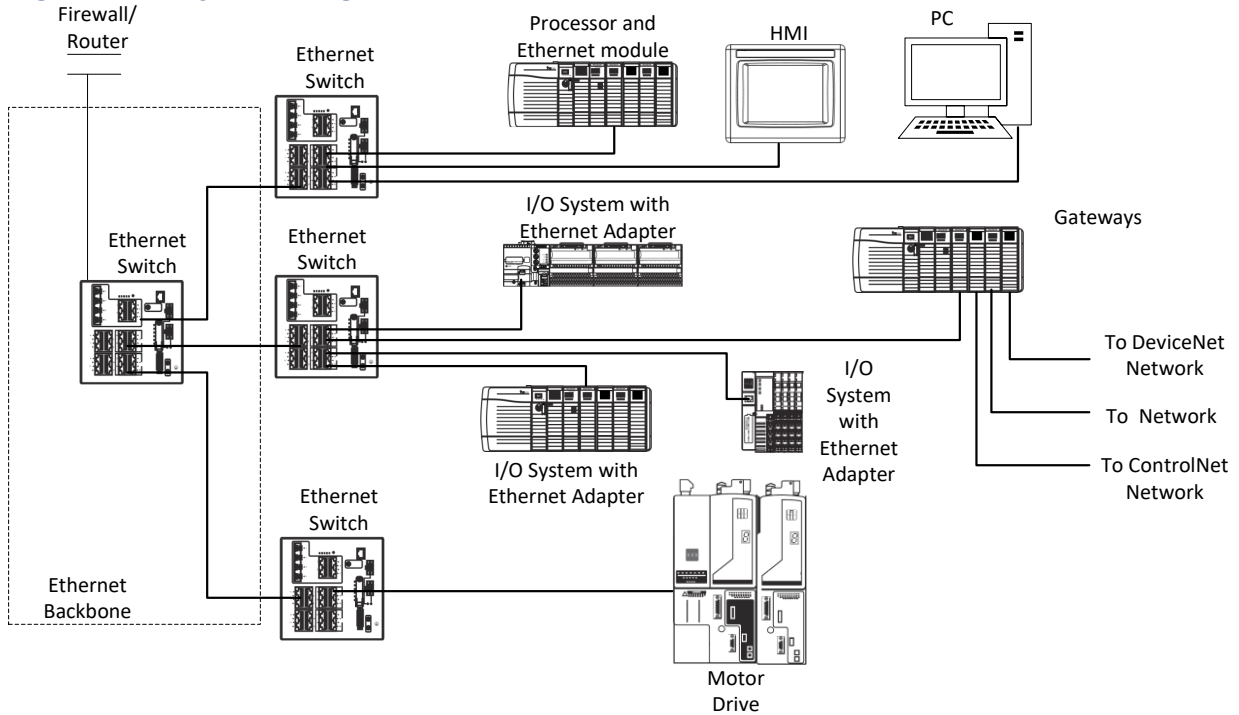 Firewall/
Router
Ethernet
Switch
Processor and
Ethernet module
HMI
PC
Ethernet
Switch
Ethernet
Switch
I/O System with
Ethernet Adapter
Gateways
To DeviceNet
Network
To Network
To ControlNet
Network
I/O
System
with
Ethernet
Adapter
I/O System with
Ethernet Adapter
Ethernet
Switch
Ethernet
Backbone
Motor
Drive